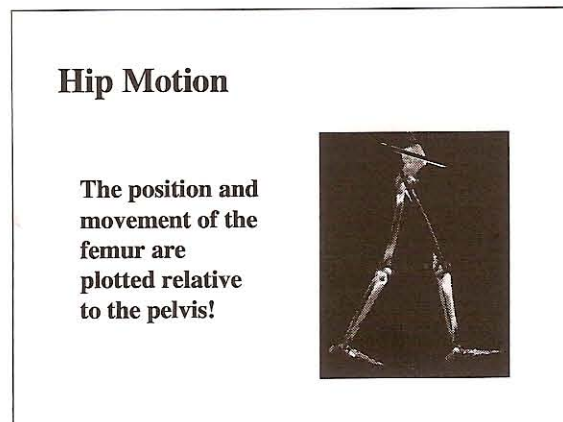 Hip Motion
The position and
movement of the
femur are
plotted relative
to the pelvis!